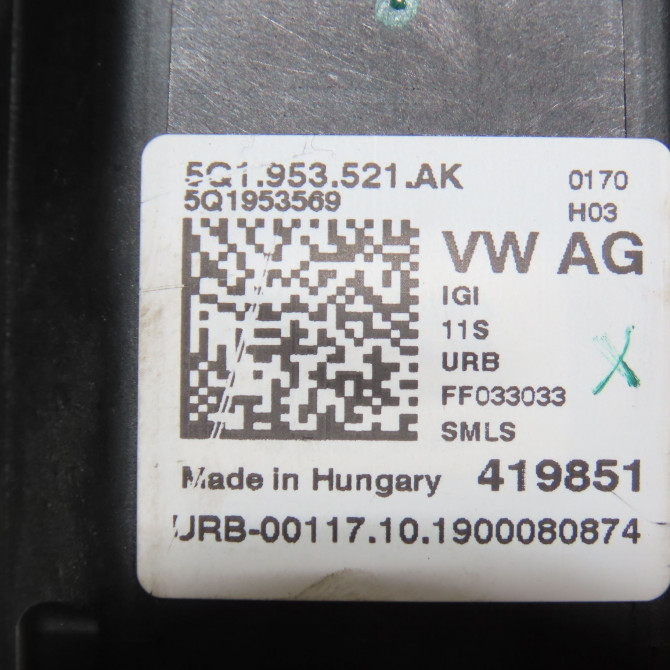 5Q1.953.521.AK
5Q1953569
0170
H03
VW AG
IGI
11S
URB
FF033033
SMLS
Made in Hungary 419851
URB-00117.10.1900080874